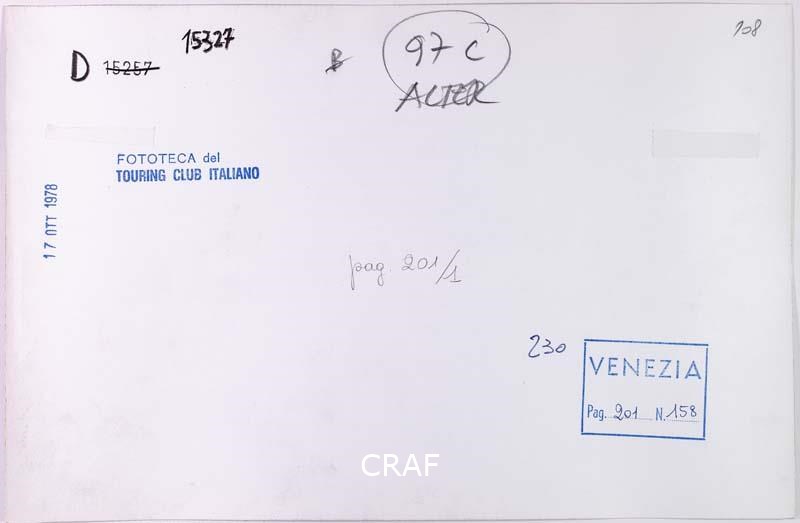 108
15327
D 15257
B
97 C
ALTER
FOTOTECA del
TOURING CLUB ITALIANO
17 OTT 1978
pag. 201/1
230
VENEZIA
Pag. 201 N. 158
CRAF